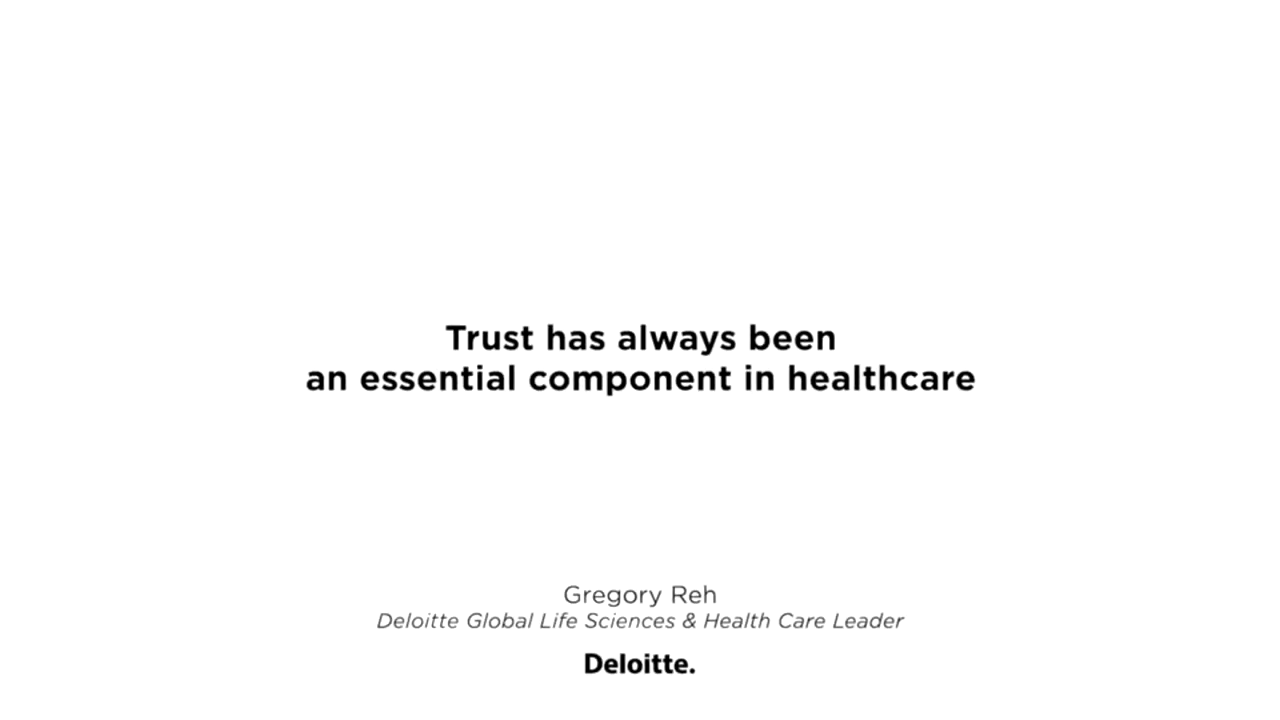 Trust has always been
an essential component in healthcare
Gregory Reh
Deloitte Global Life Sciences & Health Care Leader
Deloitte.